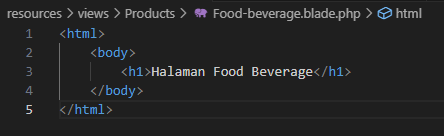 resources > views > Products > Food-beverage.blade.php > html
1 <html>
2 <body>
3 <h1>Halaman Food Beverage</h1>
4 </body>
5 </html>